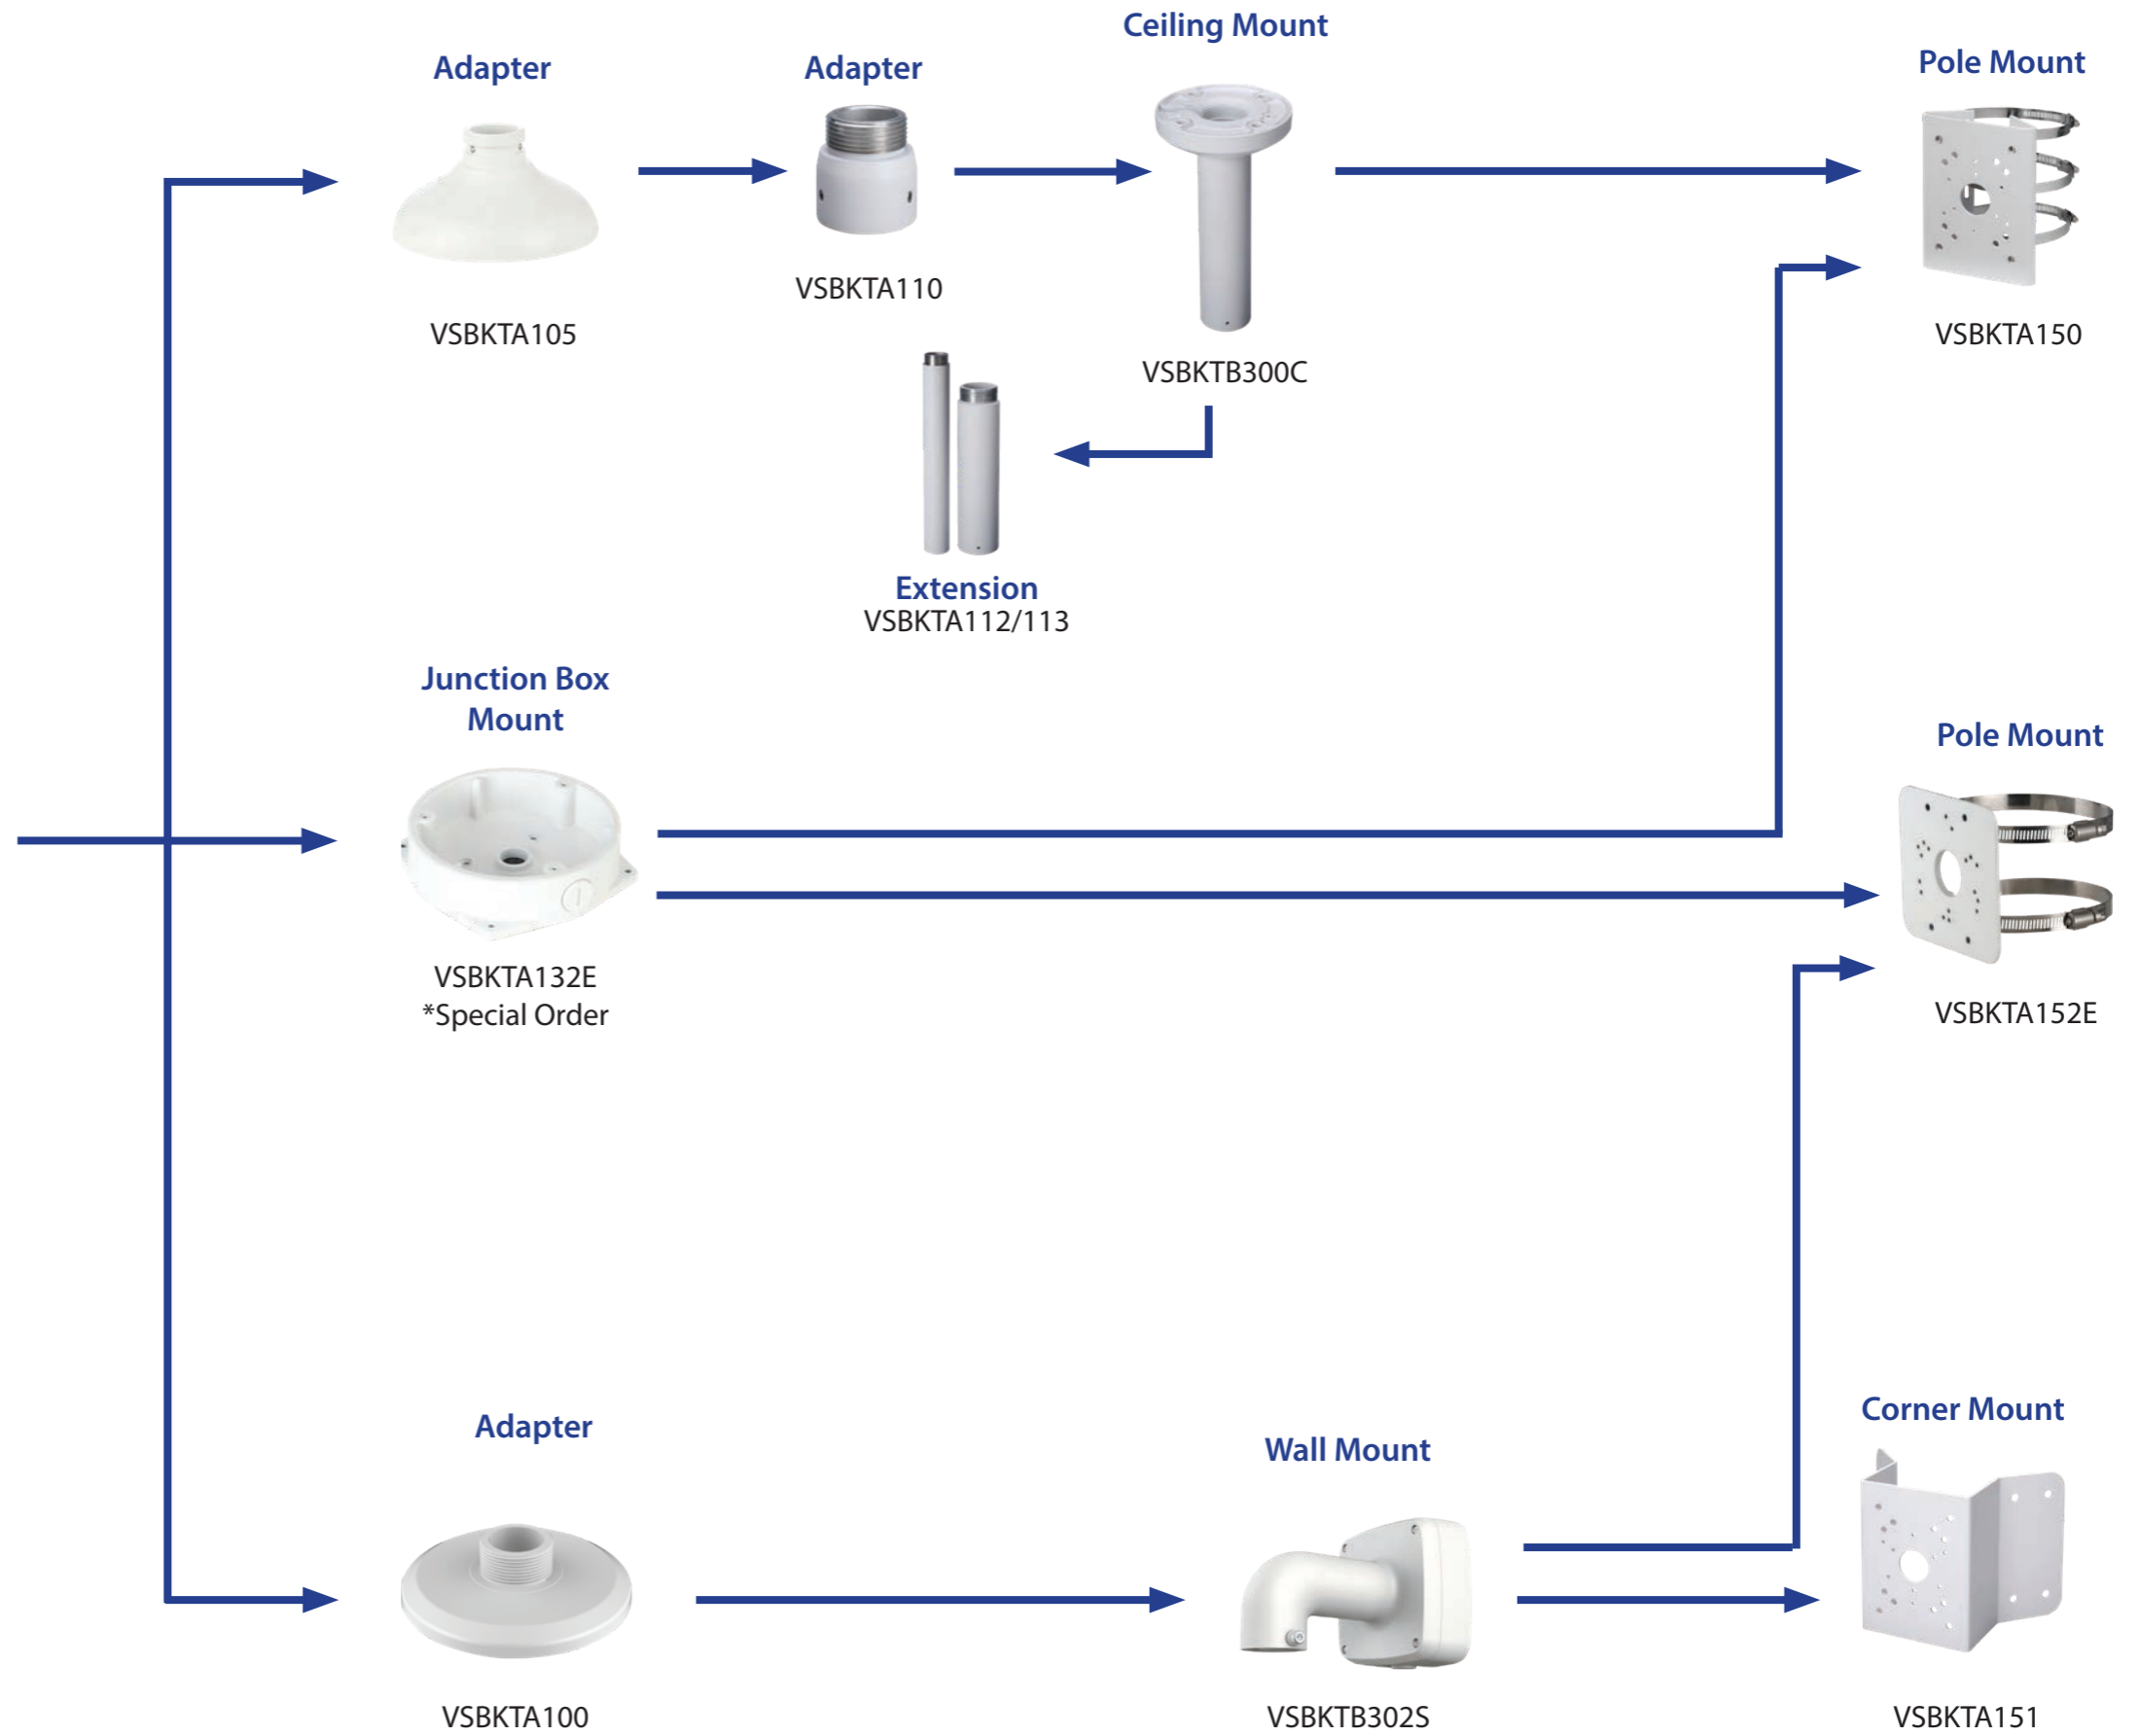 Ceiling Mount
Adapter
Adapter
Pole Mount
VSBKTA105
VSBKTA110
VSBKTB300C
VSBKTA150
Extension
VSBKTA112/113
Junction Box
Mount
Pole Mount
VSBKTA132E
*Special Order
VSBKTA152E
Adapter
Wall Mount
Corner Mount
VSBKTA100
VSBKTB302S
VSBKTA151